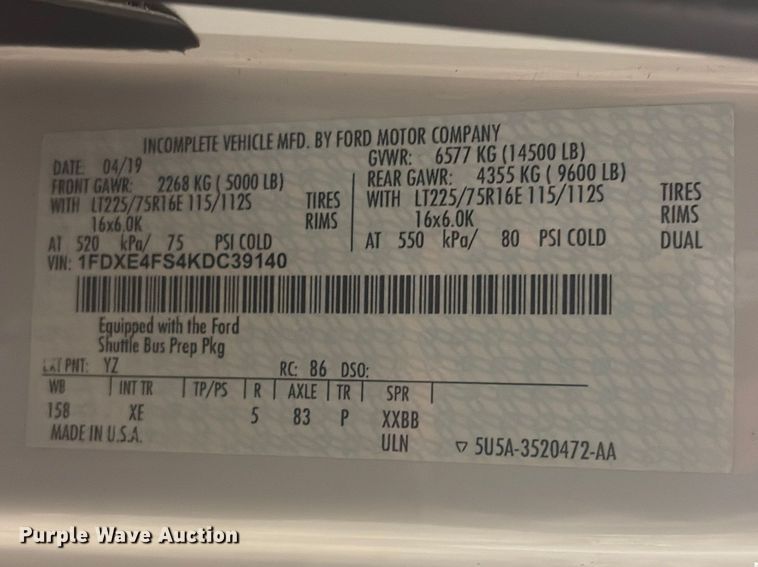 INCOMPLETE VEHICLE MFD. BY FORD MOTOR COMPANY
DATE: 04/19 GVWR: 6577 KG (14500 LB)
FRONT GAWR: 2268 KG ( 5000 LB) REAR GAWR: 4355 KG ( 9600 LB)
WITH LT225/75R16E 115/112S TIRES WITH LT225/75R16E 115/112S TIRES
16x6.0K RIMS 16x6.0K RIMS
AT 520 kPa/ 75 PSI COLD AT 550 kPa/ 80 PSI COLD DUAL
VIN: 1FDXE4FS4KDC39140
Equipped with the Ford
Shuttle Bus Prep Pkg
EXT PNT: YZ RC: 86 DSO:
WB INT TR TP/PS R AXLE TR SPR
158 XE 5 83 P XXBB
MADE IN U.S.A. ULN ▽ 5U5A-3520472-AA
Purple Wave Auction